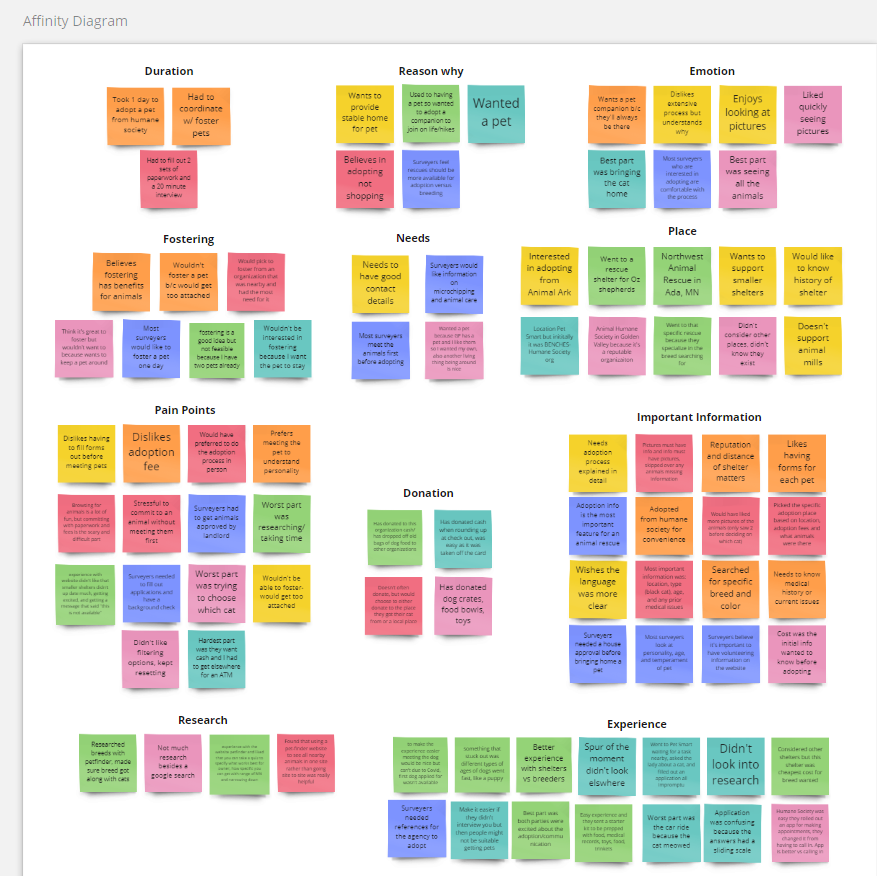 Affinity Diagram
Duration
Took 1 day to
adopt a pet
from humane
society
Had to
coordinate
w/ foster
pets
Had to fill out 2
sets of
paperwork and
a 20 minute
interview
Reason why
Wants to
provide
stable home
for pet
Used to having
a pet so wanted
to adopt a
companion to
join on life/hikes
Wanted
a pet
Believes in
adopting
not
shopping
Surveyers feel
rescues should be
more available for
adoption versus
breeding
Emotion
Wants a pet
companion b/c
they'll always
be there
Dislikes
extensive
process but
understands
why
Enjoys
looking at
pictures
Liked
quickly
seeing
pictures
Best part
was bringing
the cat
home
Most surveyers
who are
interested in
adopting are
comfortable with
the process
Best part
was seeing
all the
animals
Fostering
Believes
fostering
has benefits
for animals
Wouldn't
foster a pet
b/c would get
too attached
Would pick to
foster from an
organization that
was nearby and
had the most
need for it
Think it's great to
foster but
wouldn't want to
because wants to
keep a pet around
Most
surveyers
would like to
foster a pet
one day
fostering is a
good idea but
not feasible
because I have
two pets already
Wouldn't be
interested in
fostering
because I want
the pet to stay
Needs
Needs to
have good
contact
details
Surveyers would
like information
on
microchipping
and animal care
Most surveyers
meet the
animals first
before adopting
Wanted a pet
because BF has a
pet and I like them
so I wanted my own,
also another living
thing being around
is nice
Place
Interested
in adopting
from
Animal Ark
Went to a
rescue
shelter for Oz
shepherds
Northwest
Animal
Rescue in
Ada, MN
Wants to
support
smaller
shelters
Would like
to know
history of
shelter
Location Pet
Smart but initially
it was BENCHES-
Humane Society
org
Animal Humane
Society in Golden
Valley because it's
a reputable
organization
Went to that
specific rescue
because they
specialise in the
breed searching
for
Didn't
consider other
places, didn't
know they
exist
Doesn't
support
animal
mills
Pain Points
Dislikes having
to fill forms
out before
meeting pets
Dislikes
adoption
fee
Would have
preferred to do
the adoption
process in
person
Prefers
meeting the
pet to
understand
personality
Browsing for
animals is a lot of
fun, but committing
with paperwork and
fees is the scary and
difficult part
Stressful to
commit to an
animal without
meeting them
first
Surveyers had
to get animals
approved by
landlord
Worst part
was
researching/
taking time
experience with
website didn't like that
smaller shelters didn't
up date much, getting
excited, and getting a
message that said "this
is not available"
Surveyers needed
to fill out
applications and
have a
background check
Worst part
was trying
to choose
which cat
Wouldn't be
able to foster-
would get too
attached
Didn't like
filtering
options, kept
resetting
Hardest part
was they want
cash and I had
to get elsewhere
for an ATM
Donation
Has donated to this
organization cash/
has dropped off old
bags of dog food to
other organizations
Has donated cash
when rounding up
at check out, was
easy as it was
taken off the card
Doesn't often
donate, but would
choose to either
donate to the place
they get their cat
from or a local place
Has donated
dog crates,
food bowls,
toys
Important Information
Needs
adoption
process
explained in
detail
Pictures must have
info and info must
have pictures,
skipped over any
animals missing
information
Reputation
and distance
of shelter
matters
Likes
having
forms for
each pet
Adoption info
is the most
important
feature for an
animal rescue
Adopted
from humane
society for
convenience
Would have liked
more pictures of the
animals (only saw 2
before deciding on
which cat)
Picked the specific
adoption place
based on location,
adoption fees and
what animals
were there
Wishes the
language
was more
clear
Most important
information was:
location, type
(black cat), age,
and any prior
medical issues
Searched
for specific
breed and
color
Needs to know
medical
history or
current issues
Surveyers
needed a house
approval before
bringing home a
pet
Most surveyers
look at
personality, age,
and temperament
of pet
Surveyers believe
it's important to
have volunteering
information on
the website
Cost was the
initial info
wanted to
know before
adopting
Research
Researched
breeds with
petfinder, made
sure breed got
along with cats
Not much
research
besides a
google search
experience with the
Found that using a
pet finder website
to see all nearby
animals in one site
rather than going
site to site was really
helpful
Experience
to make the
experience easier
meeting the dog
would be nice but
can't due to Covid,
first dog applied for
wasn't available
Something that
stuck out was
different types of
ages of dogs went
fast, like a puppy
Better
experience
with shelters
vs breeders
Spur of the
moment
didn't look
elsewhere
Went to Pet Smart
waiting for a task
nearby, asked the
lady about a cat, and
filled out an
application all
impromptu
Didn't
look into
research
Considered other
shelters but this
shelter was
cheapest cost for
breed wanted
Surveyers
needed
references for
the agency to
adopt
Make it easier if
they didn't
interview you but
then people might
not be suitable
getting pets
Best part was
both parties were
excited about the
adoption/commu
nication
Easy experience and
they sent a starter
kit to be prepped
with food, medical
records, toys, food,
Worst part was
the car ride
because the
cat meowed
Application
was confusing
because the
answers had a
sliding scale
Humane Society was
easy they rolled out
an app for making
appointments, they
changed it from
having to call in. App
is better vs calling in